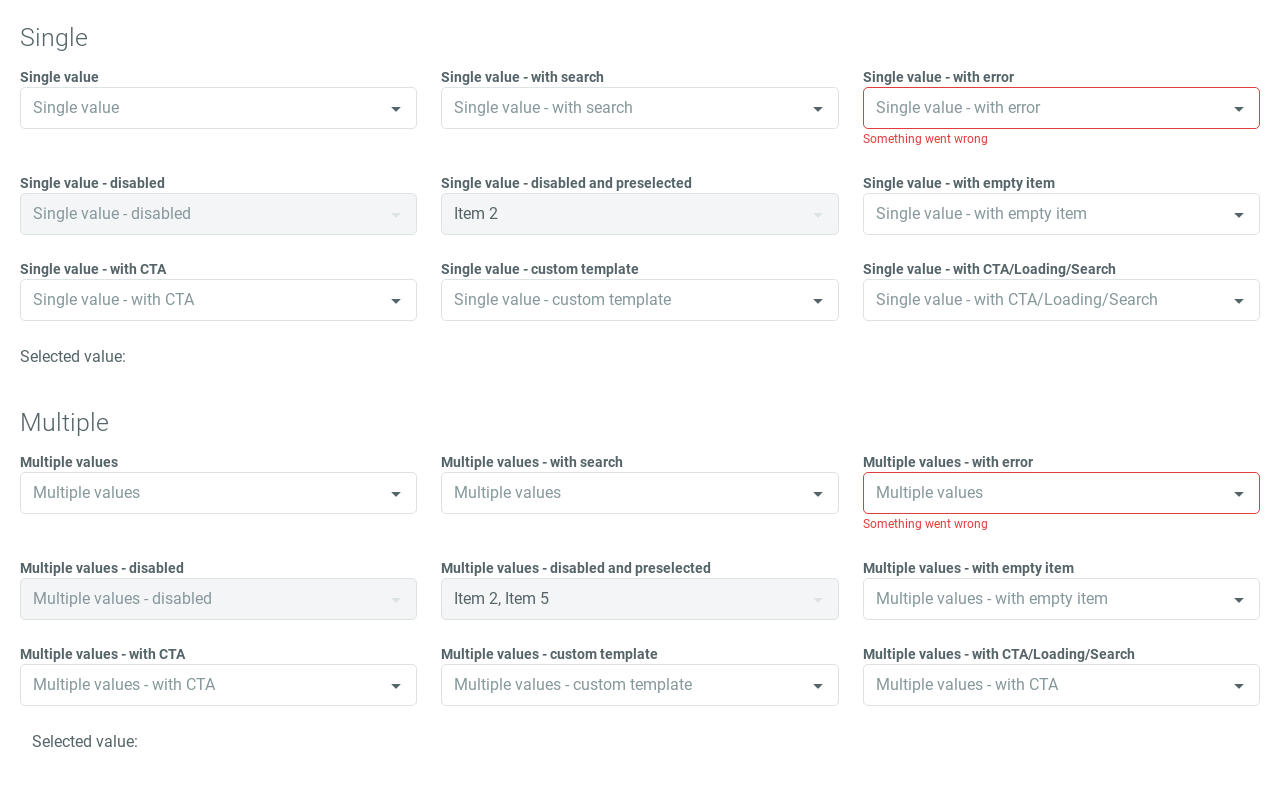 Single
Single value
Single value - with search
Single value - with error
Single value
Single value - with search
Single value - with error
Something went wrong
Single value - disabled
Single value - disabled and preselected
Single value - with empty item
Single value - disabled
Item 2
Single value - with empty item
Single value - with CTA
Single value - custom template
Single value - with CTA/Loading/Search
Single value - with CTA
Single value - custom template
Single value - with CTA/Loading/Search
Selected value:
Multiple
Multiple values
Multiple values - with search
Multiple values - with error
Multiple values
Multiple values
Multiple values
Something went wrong
Multiple values - disabled
Multiple values - disabled and preselected
Multiple values - with empty item
Multiple values - disabled
Item 2, Item 5
Multiple values - with empty item
Multiple values - with CTA
Multiple values - custom template
Multiple values - with CTA/Loading/Search
Multiple values - with CTA
Multiple values - custom template
Multiple values - with CTA
Selected value: